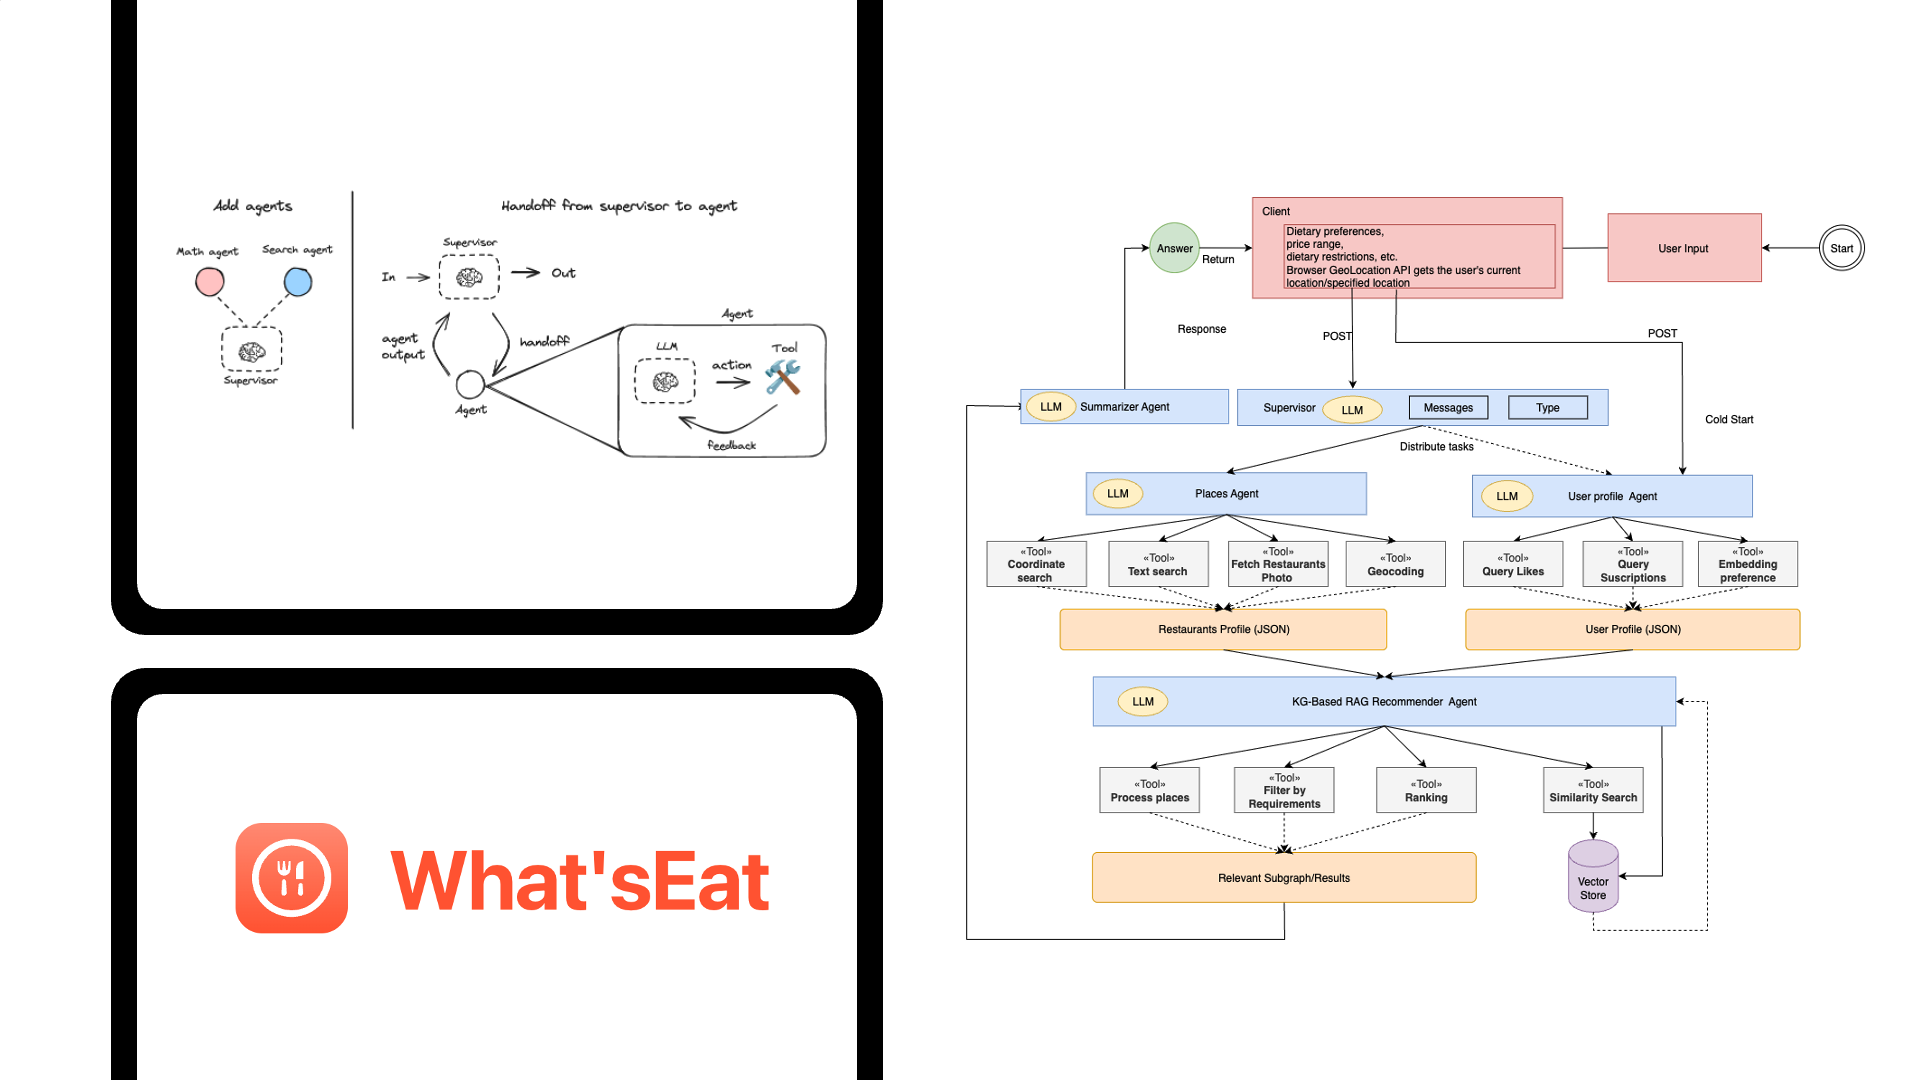 Add agents
Math agent
Search agent
Supervisor
Handoff from supervisor to agent
Supervisor
In
Out
agent
output
handoff
Agent
Agent
LLM
action
Tool
feedback
What'sEat
Start
User Input
Client
Dietary preferences,
price range,
dietary restrictions, etc.
Browser GeoLocation API gets the user's current
location/specified location
Answer
Return
Response
POST
POST
Cold Start
LLM
Summarizer Agent
Supervisor
LLM
Messages
Type
Distribute tasks
LLM
Places Agent
LLM
User profile Agent
«Tool»
Coordinate
search
«Tool»
Text search
«Tool»
Fetch Restaurants
Photo
«Tool»
Geocoding
«Tool»
Query Likes
«Tool»
Query
Suscriptions
«Tool»
Embedding
preference
Restaurants Profile (JSON)
User Profile (JSON)
LLM
KG-Based RAG Recommender Agent
«Tool»
Process places
«Tool»
Filter by
Requirements
«Tool»
Ranking
«Tool»
Similarity Search
Relevant Subgraph/Results
Vector
Store